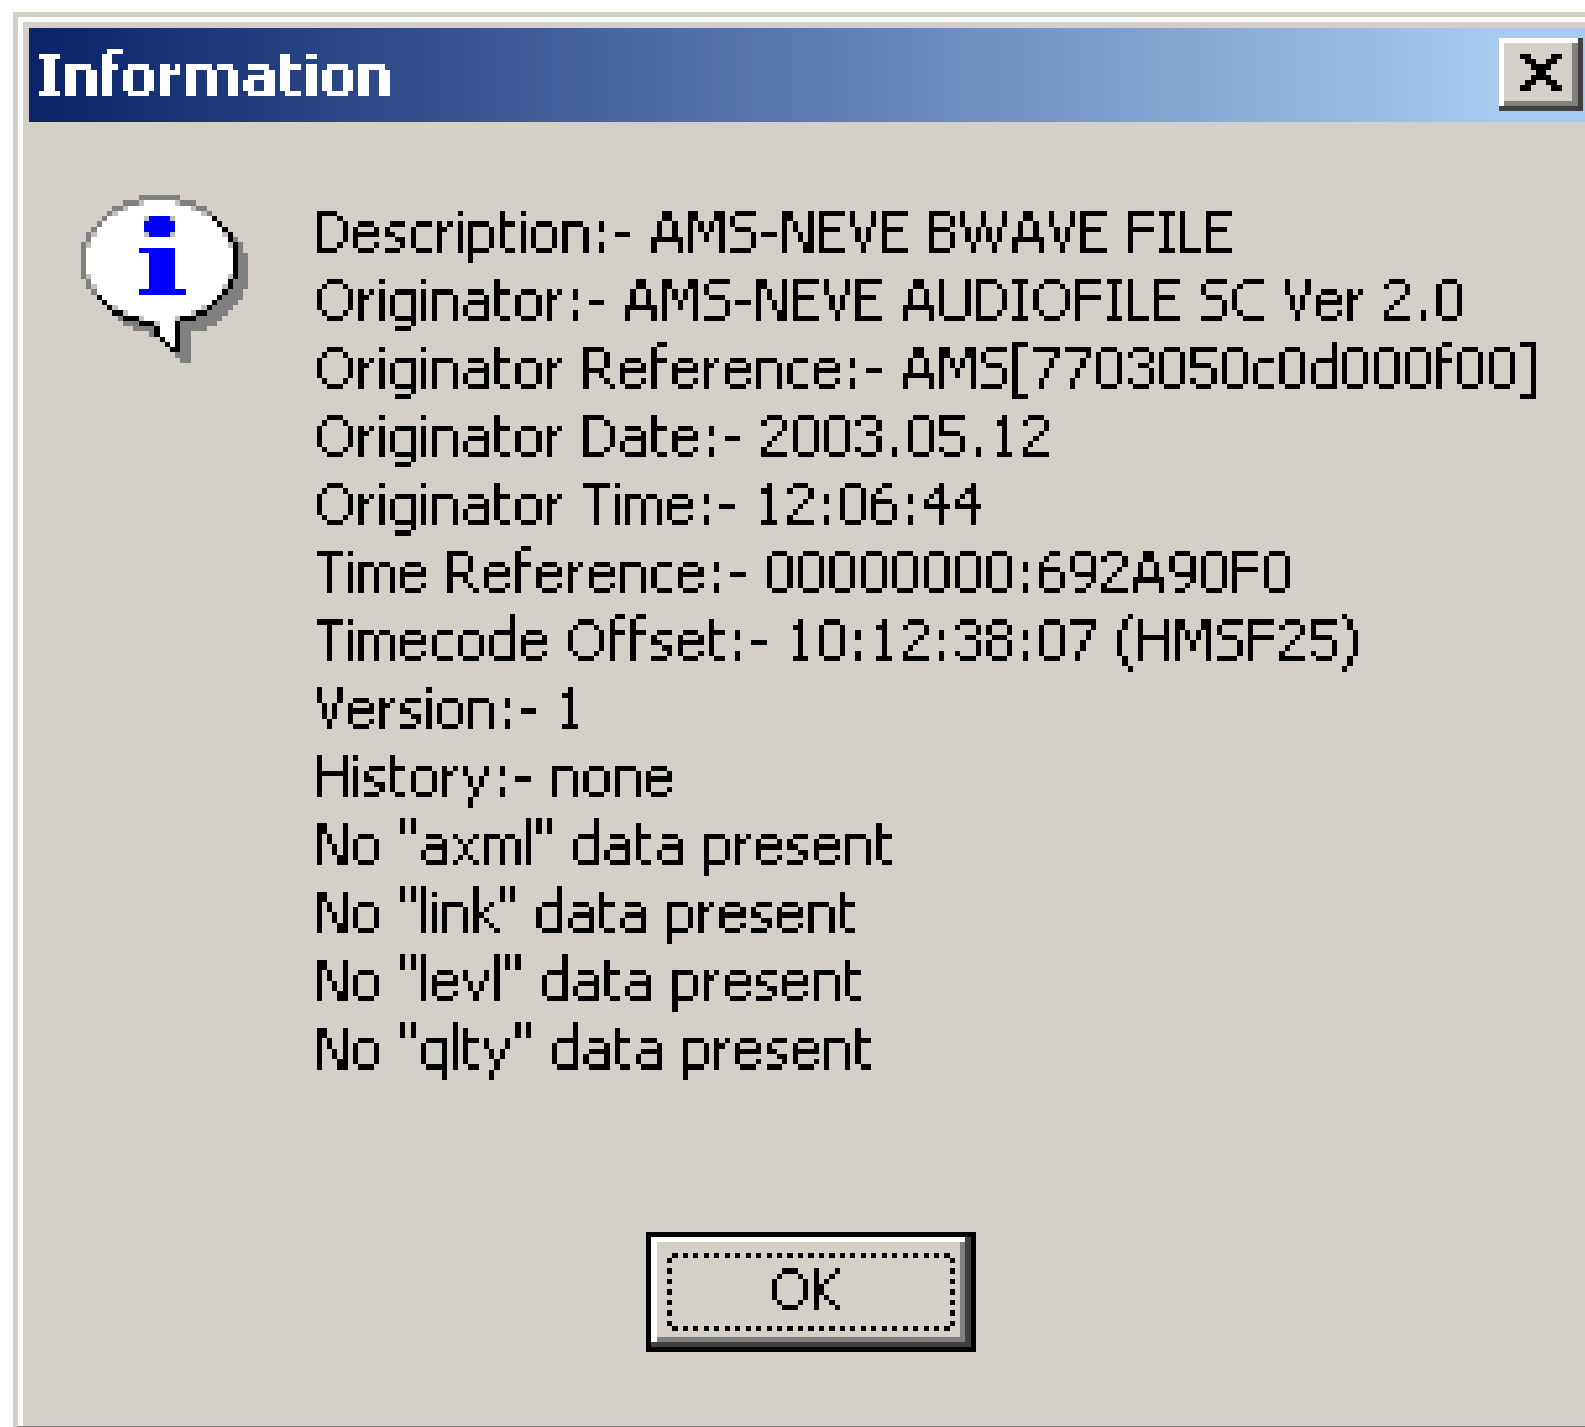 Information
Description:- AMS-NEVE BWAVE FILE
Originator:- AMS-NEVE AUDIOFILE SC Ver 2.0
Originator Reference:- AMS[7703050c0d000f00]
Originator Date:- 2003.05.12
Originator Time:- 12:06:44
Time Reference:- 00000000:692A90F0
Timecode Offset:- 10:12:38:07 (HMSF25)
Version:- 1
History:- none
No "axml" data present
No "link" data present
No "levl" data present
No "qlty" data present
OK